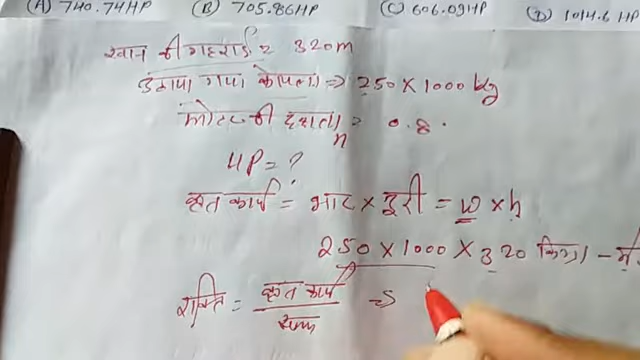 (A) 740.74HP (B) 705.86HP (C) 606.09HP (D) 1014.6 HP
खान की गहराई = 320m
उठाया गया कोयला => 250 × 1000 kg
मोटर की दक्षता = 0.8.
n
HP = ?
कृत कार्य = भार × दूरी = w × h
250 × 1000 × 320 किग्रा -
शक्ति = कृत कार्य / समय =>